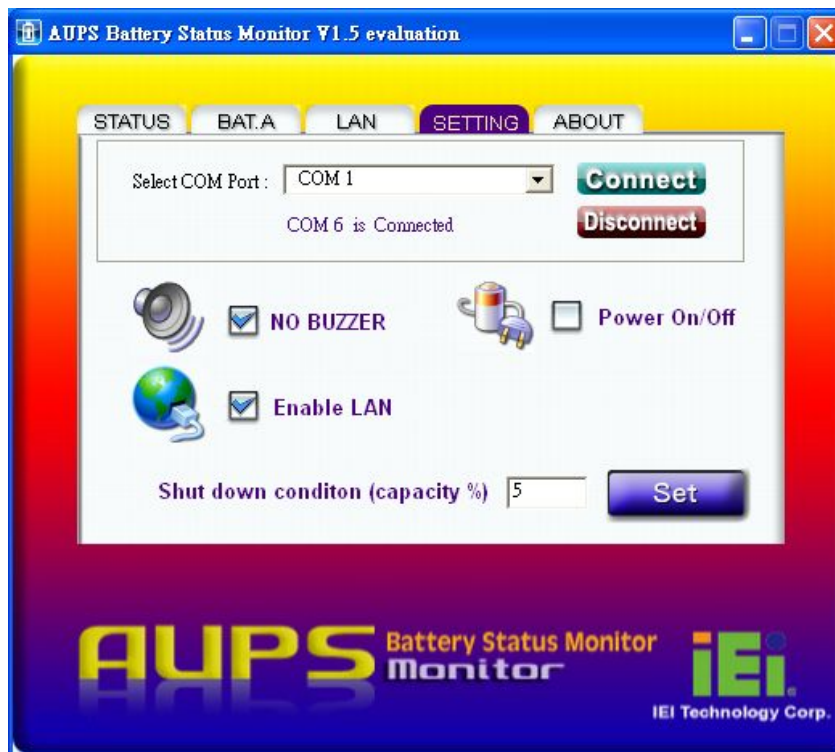 AUPS Battery Status Monitor V1.5 evaluation
STATUS BAT.A LAN SETTING ABOUT
Select COM Port : COM 1 Connect
COM 6 is Connected Disconnect
NO BUZZER Power On/Off
Enable LAN
Shut down conditon (capacity %) 5 Set
AUPS Battery Status Monitor
Monitor
iEi
IEI Technology Corp.